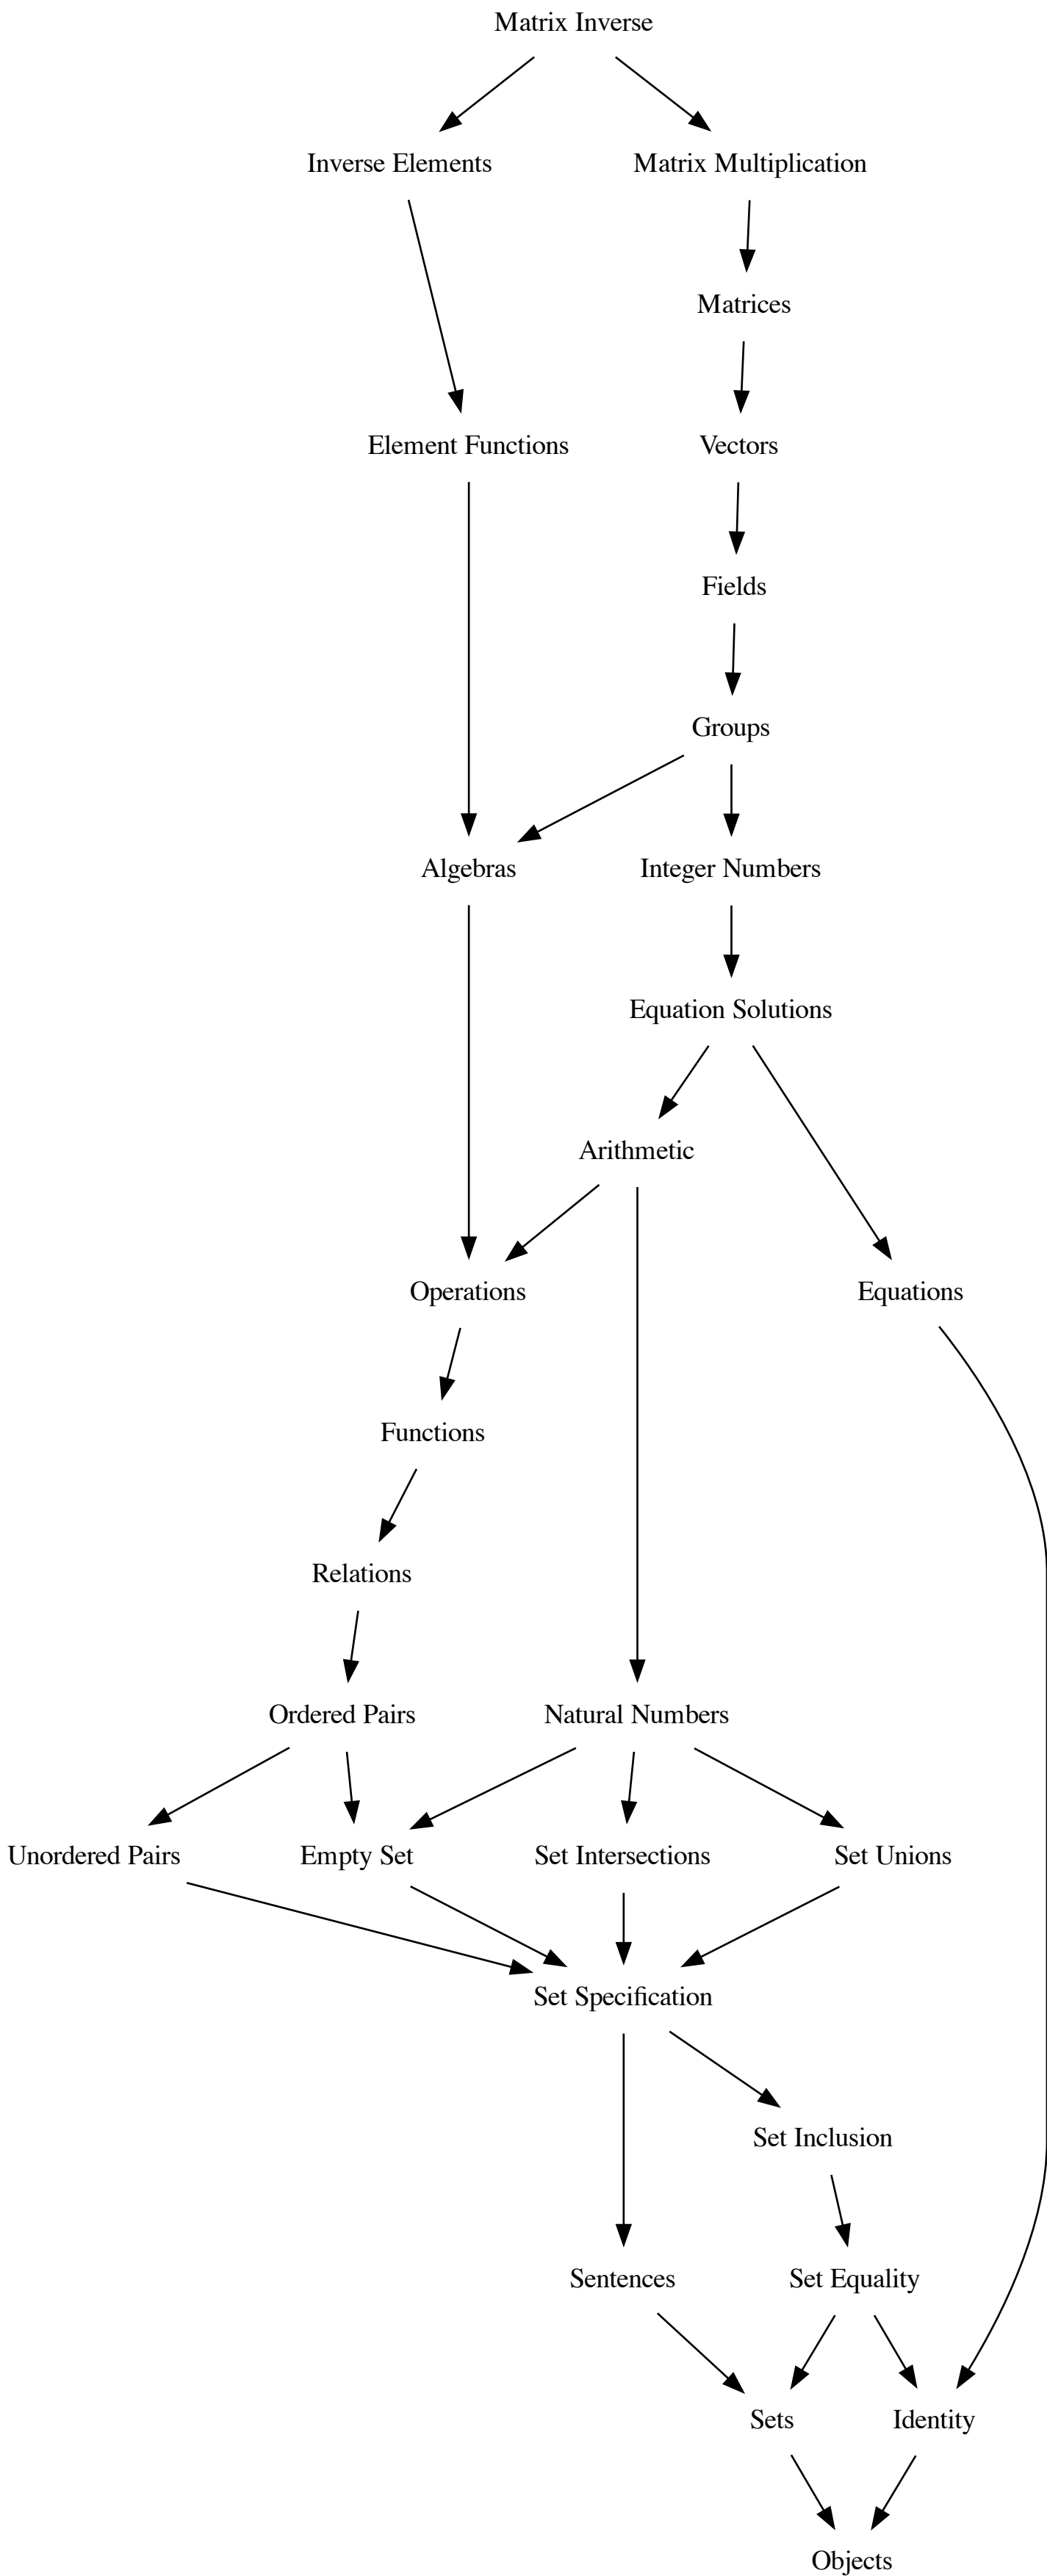 Matrix Inverse
Inverse Elements
Matrix Multiplication
Matrices
Element Functions
Vectors
Fields
Groups
Algebras
Integer Numbers
Equation Solutions
Arithmetic
Operations
Equations
Functions
Relations
Ordered Pairs
Natural Numbers
Unordered Pairs
Empty Set
Set Intersections
Set Unions
Set Specification
Set Inclusion
Sentences
Set Equality
Sets
Identity
Objects